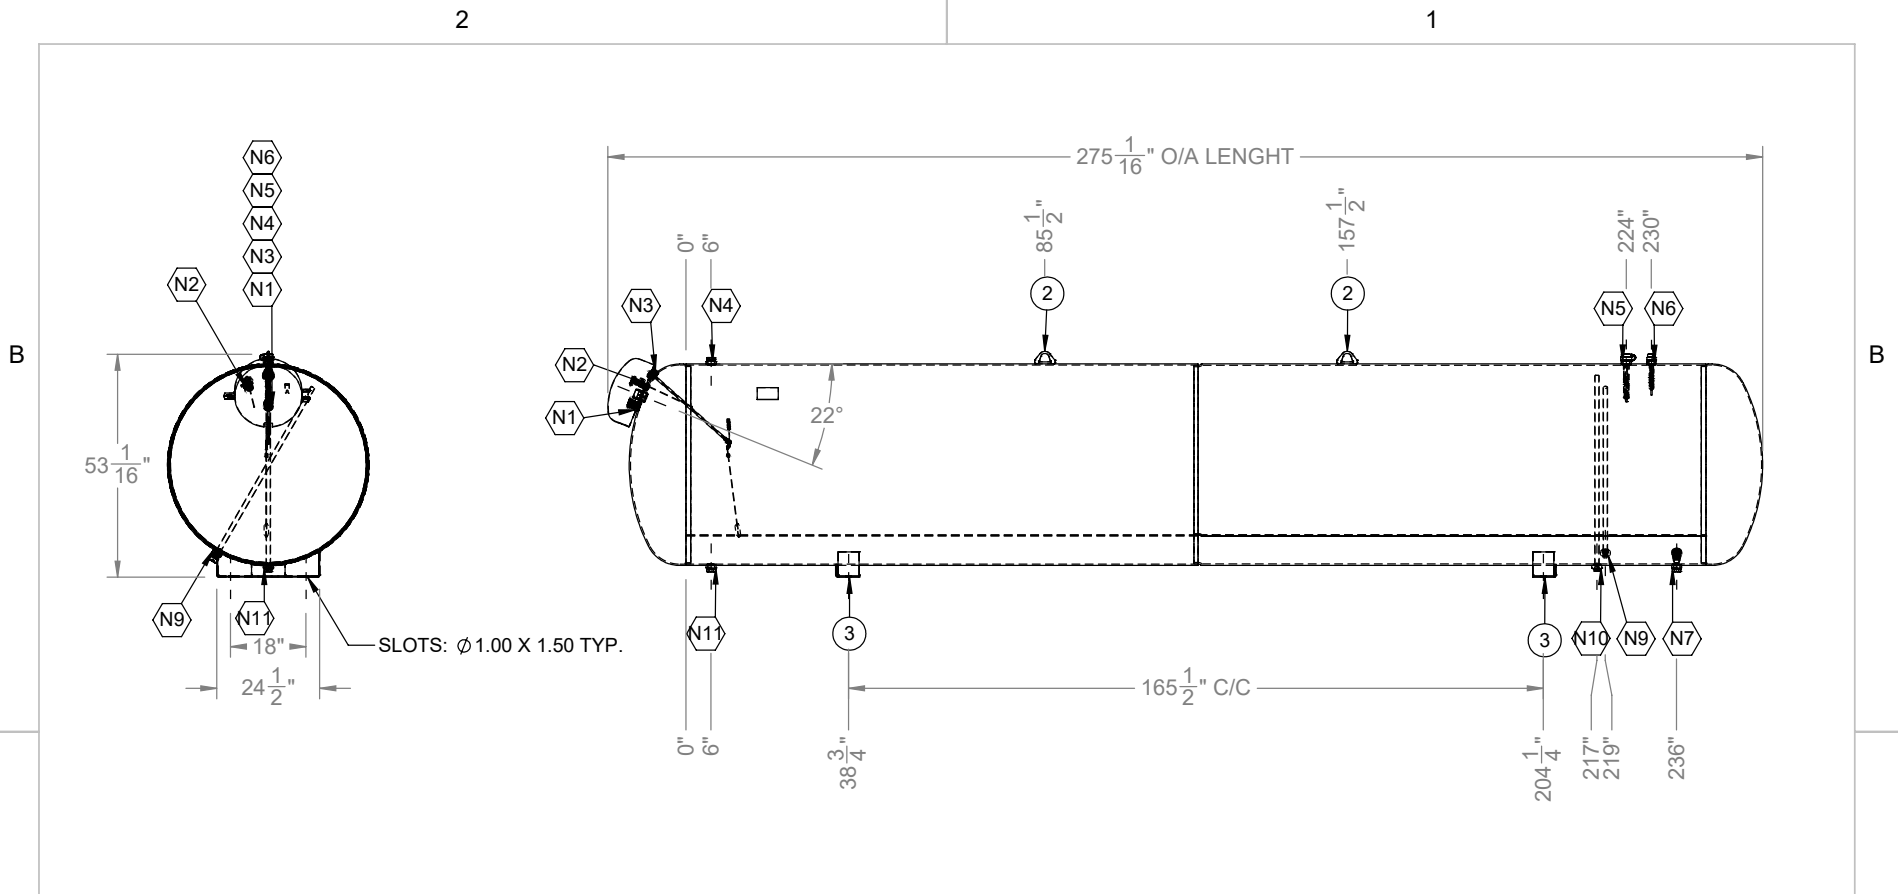 2
1
B
B
N6
N5
N4
N3
N1
N2
53 1/16"
N9
N11
18"
24 1/2"
SLOTS: ∅1.00 X 1.50 TYP.
275 1/16" O/A LENGHT
0"
6"
85 1/2"
157 1/2"
224"
230"
N3
N4
2
2
N5
N6
N2
N1
22°
N11
3
3
N10
N9
N7
165 1/2" C/C
0"
6"
38 3/4"
204 1/4"
217"
219"
236"